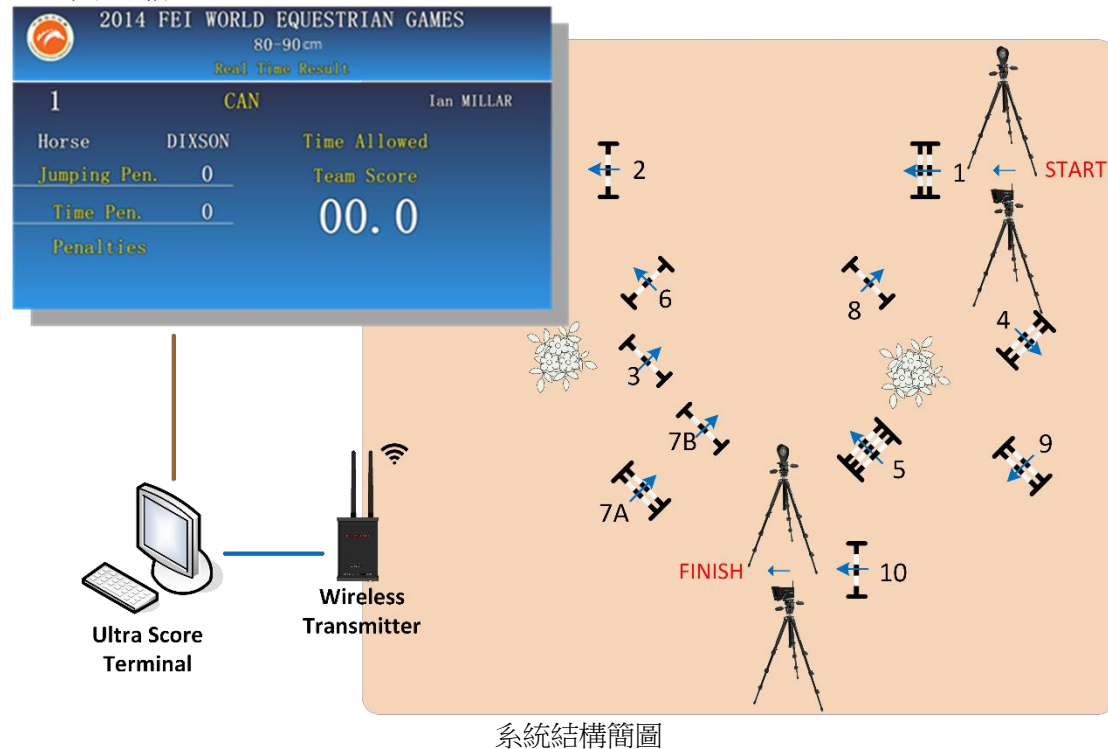 2014 FEI WORLD EQUESTRIAN GAMES
80-90cm
Real Time Result
1 CAN Ian MILLAR
Horse DIXSON Time Allowed
Jumping Pen. 0 Team Score
Time Pen. 0 00.0
Penalties
2
1
START
6
8
4
3
7B
5
9
7A
FINISH
10
Wireless
Transmitter
Ultra Score
Terminal
系統結構簡圖